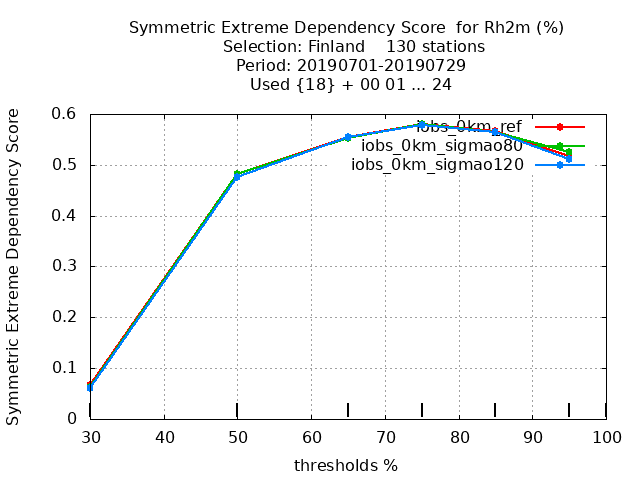 Symmetric Extreme Dependency Score for Rh2m (%)
Selection: Finland 130 stations
Period: 20190701-20190729
Used {18} + 00 01 ... 24
Symmetric Extreme Dependency Score
0.6
0.5
0.4
0.3
0.2
0.1
0
iobs_0km_ref
iobs_0km_sigmao80
iobs_0km_sigmao120
30 40 50 60 70 80 90 100
thresholds %